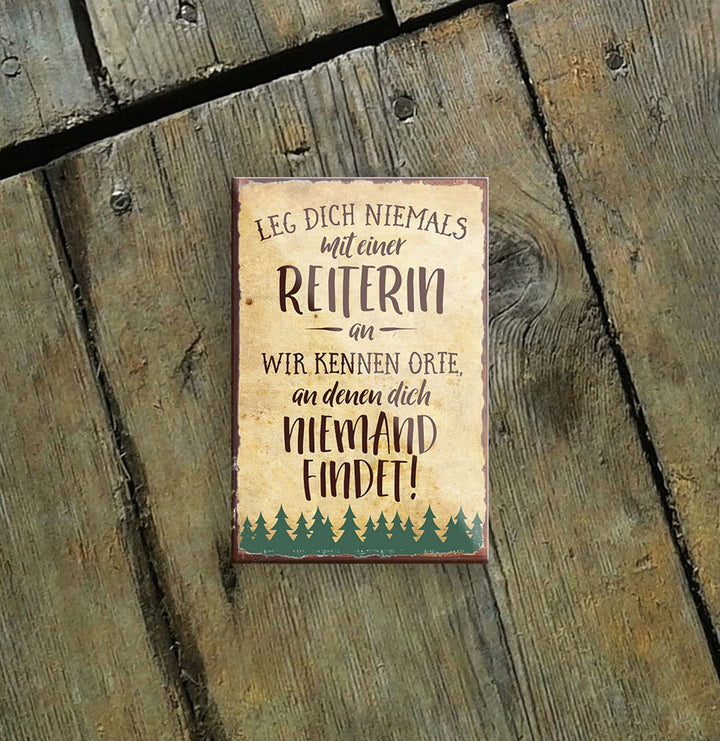 LEG DICH NIEMALS
mit einer
REITERIN
an
WIR KENNEN ORTE,
an denen dich
NIEMAND
FINDET!